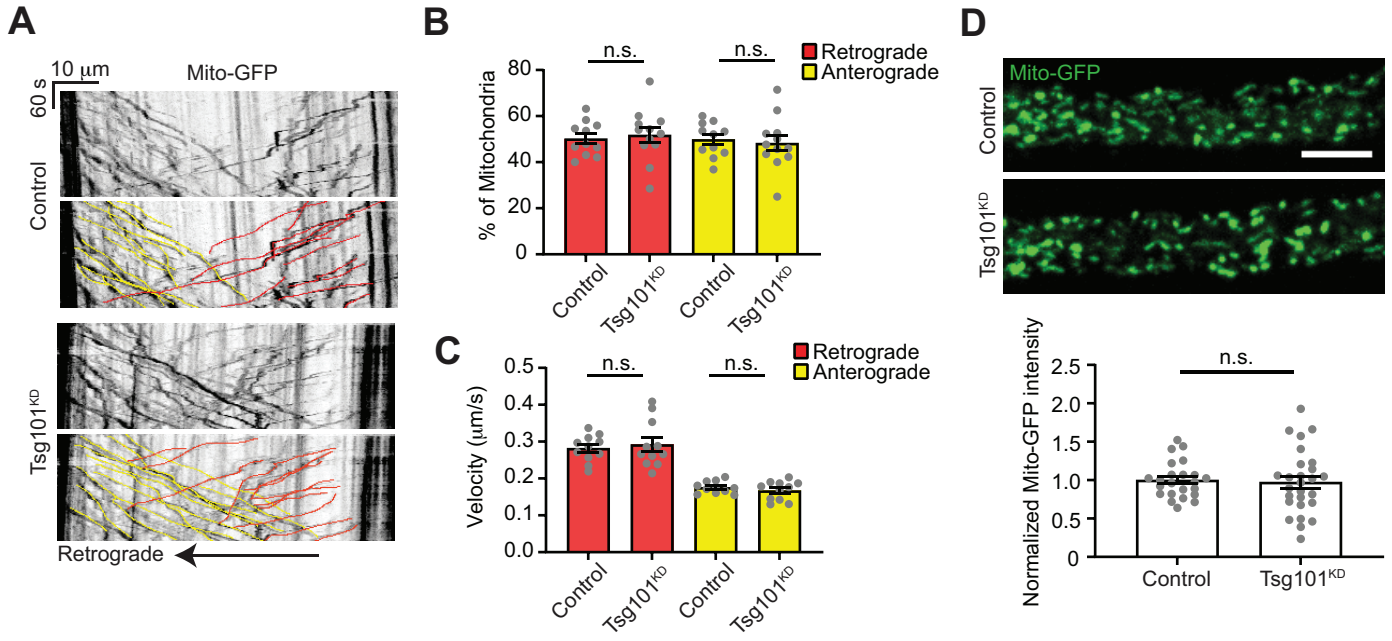 A
10 μm
Mito-GFP
60 s
Control
Tsg101KD
Retrograde
B
n.s.
n.s.
Retrograde
Anterograde
% of Mitochondria
80
60
40
20
0
Control
Tsg101KD
Control
Tsg101KD
C
n.s.
n.s.
Retrograde
Anterograde
Velocity (μm/s)
0.5
0.4
0.3
0.2
0.1
0.0
Control
Tsg101KD
Control
Tsg101KD
D
Mito-GFP
Control
Tsg101KD
n.s.
Normalized Mito-GFP intensity
2.5
2.0
1.5
1.0
0.5
0
Control
Tsg101KD